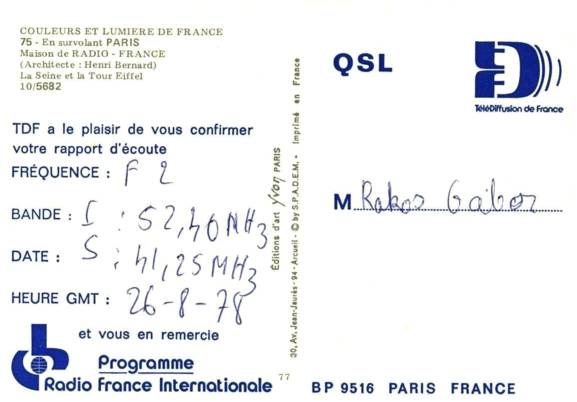 COULEURS ET LUMIERE DE FRANCE
75 - En survolant PARIS
Maison de RADIO - FRANCE
(Architecte : Henri Bernard)
La Seine et la Tour Eiffel
10/5682
TDF a le plaisir de vous confirmer
votre rapport d'écoute
FRÉQUENCE : F 2
BANDE : I : 52,40 MHz
DATE : S : 41,25 MHz
HEURE GMT : 26-8-78
et vous en remercie
Programme
Radio France Internationale
Editions d'art yvon PARIS
30, Av. Jean-Jaurès - 94 - Arcueil - © by S.P.A.D.E.M. - Imprimé en France
77
QSL
TéléDiffusion de France
M Rakos Gábor
BP 9516 PARIS FRANCE